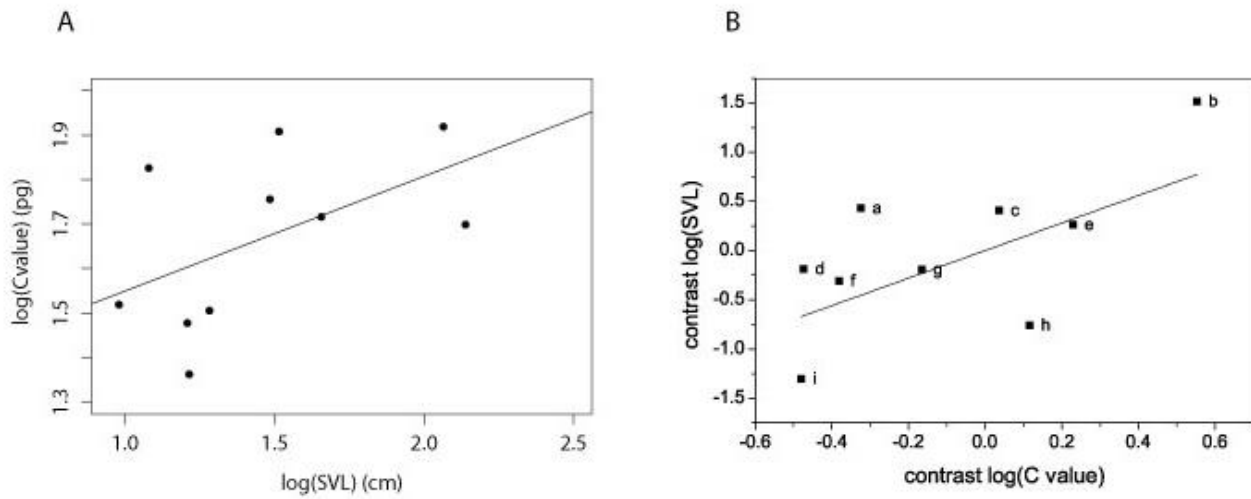 A
B
log(Cvalue) (pg)
1.9
1.7
1.5
1.3
1.0
1.5
2.0
2.5
log(SVL) (cm)
contrast log(SVL)
1.5
1.0
0.5
0.0
-0.5
-1.0
-1.5
b
a
c
e
d
f
g
h
i
-0.6
-0.4
-0.2
0.0
0.2
0.4
0.6
contrast log(C value)